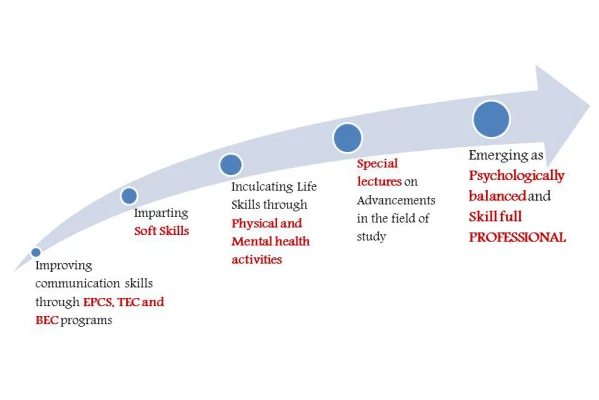 Improving
communication skills
through EPCS, TEC and
BEC programs
Imparting
Soft Skills
Inculcating Life
Skills through
Physical and
Mental health
activities
Special
lectures on
Advancements
in the field of
study
Emerging as
Psychologically
balanced and
Skill full
PROFESSIONAL